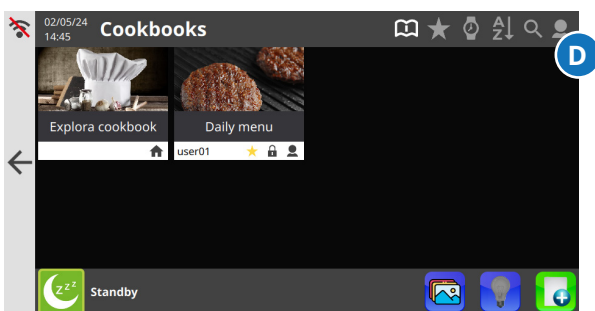 02/05/24
14:45
Cookbooks
A
Z
D
Explora cookbook
Daily menu
user01
z z z
Standby